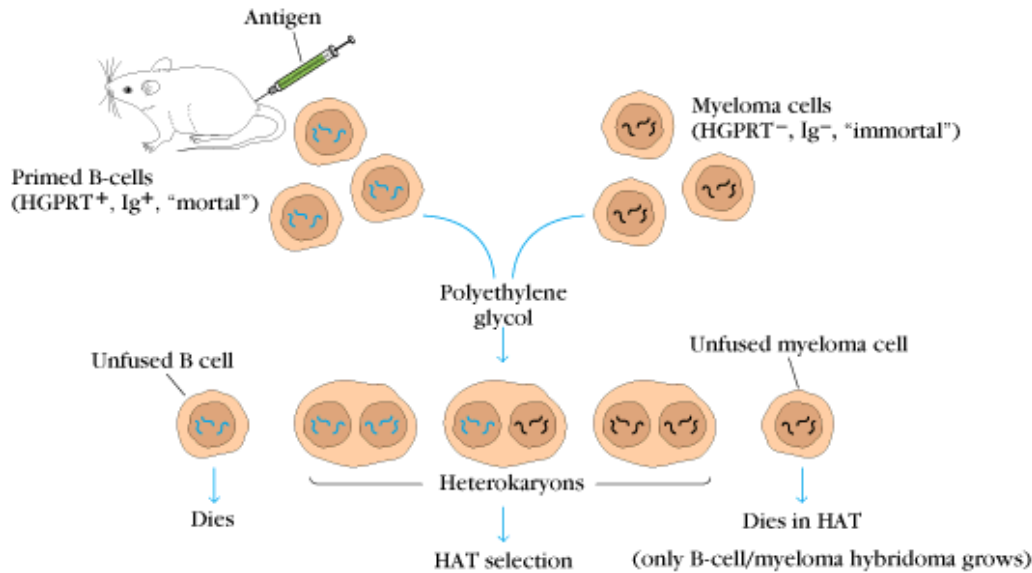 Antigen
Myeloma cells
(HGPRT⁻, Ig⁻, “immortal”)
Primed B-cells
(HGPRT⁺, Ig⁺, “mortal”)
Polyethylene
glycol
Unfused B cell
Unfused myeloma cell
Heterokaryons
Dies
HAT selection
Dies in HAT
(only B-cell/myeloma hybridoma grows)